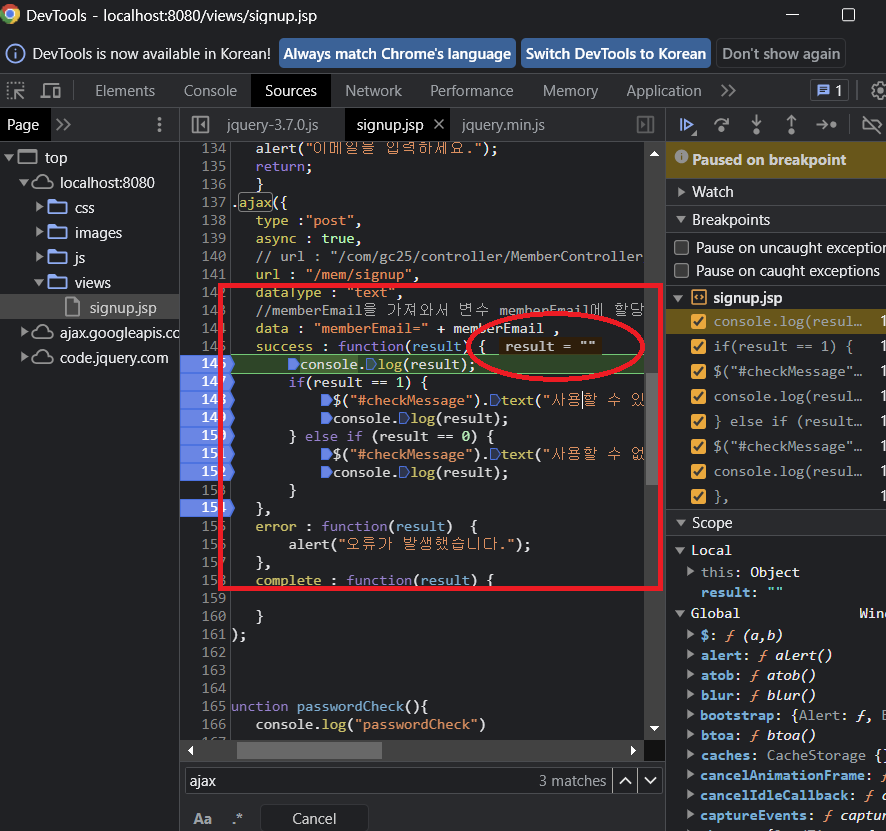 DevTools - localhost:8080/views/signup.jsp
DevTools is now available in Korean! Always match Chrome's language Switch DevTools to Korean Don't show again
Elements Console Sources Network Performance Memory Application 1
Page jquery-3.7.0.js signup.jsp jquery.min.js
top
localhost:8080
css
images
js
views
signup.jsp
ajax.googleapis.co
code.jquery.com
134 alert("이메일을 입력하세요.");
135 return;
136 }
137 .ajax({
138 type :"post",
139 async : true,
140 // url : "/com/gc25/controller/MemberController
141 url : "/mem/signup",
142 dataType : "text",
143 //memberEmail을 가져와서 변수 memberEmail에 할당
144 data : "memberEmail=" + memberEmail ,
145 success : function(result) { result = ""
146 console.log(result);
147 if(result == 1) {
148 $("#checkMessage").text("사용할 수 있
149 console.log(result);
150 } else if (result == 0) {
151 $("#checkMessage").text("사용할 수 없
152 console.log(result);
153 }
154 },
155 error : function(result) {
156 alert("오류가 발생했습니다.");
157 },
158 complete : function(result) {
159
160 }
161 );
162
163
164
165 unction passwordCheck(){
166 console.log("passwordCheck")
ajax 3 matches
Aa .* Cancel
Paused on breakpoint
Watch
Breakpoints
Pause on uncaught exception
Pause on caught exceptions
signup.jsp
console.log(resul… 1
if(result == 1) { 1
$("#checkMessage"… 1
console.log(resul… 1
} else if (result… 1
$("#checkMessage"… 1
console.log(resul… 1
}, 1
Scope
Local
this: Object
result: ""
Global Win
$: ƒ (a,b)
alert: ƒ alert()
atob: ƒ atob()
blur: ƒ blur()
bootstrap: {Alert: ƒ,
btoa: ƒ btoa()
caches: CacheStorage {}
cancelAnimationFrame: ƒ
cancelIdleCallback: ƒ c
captureEvents: ƒ captur